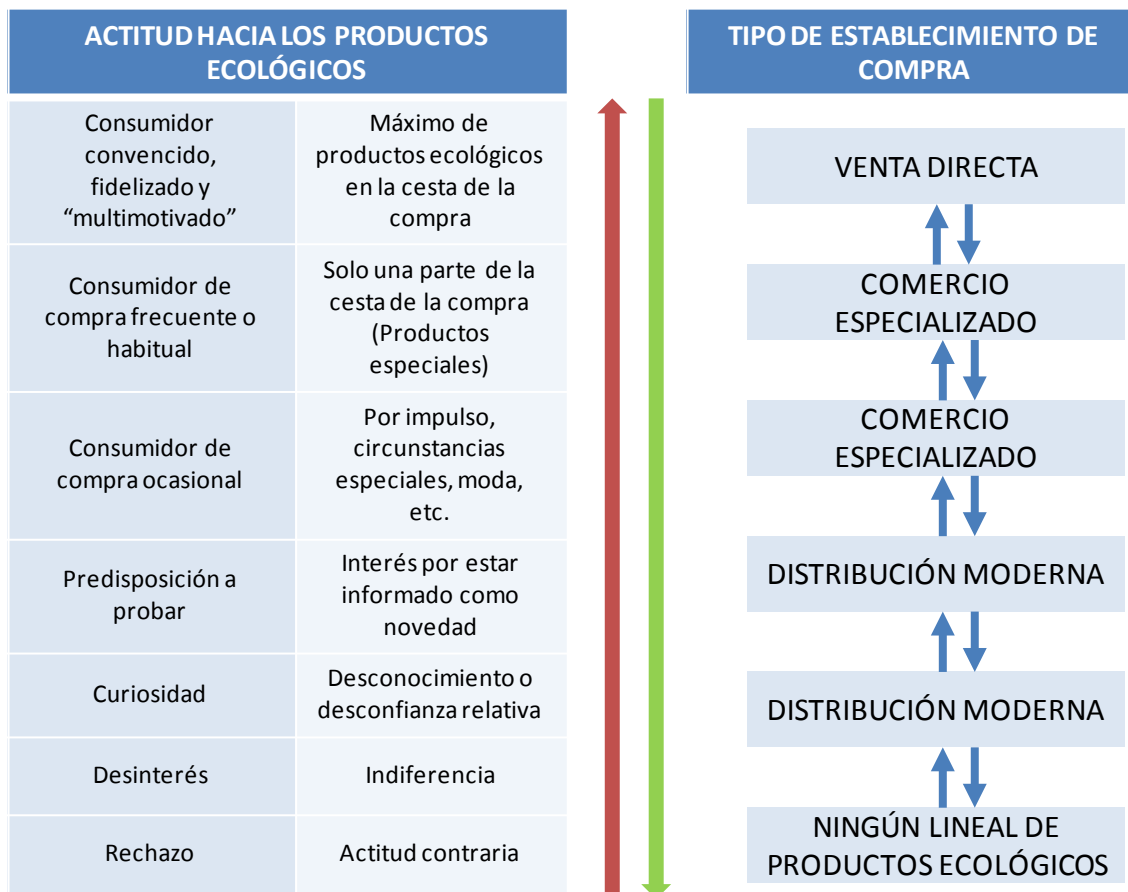 ACTITUD HACIA LOS PRODUCTOS
ECOLÓGICOS
Consumidor
convencido,
fidelizado y
“multimotivado”
Máximo de
productos ecológicos
en la cesta de la
compra
Consumidor de
compra frecuente o
habitual
Solo una parte de la
cesta de la compra
(Productos
especiales)
Consumidor de
compra ocasional
Por impulso,
circunstancias
especiales, moda,
etc.
Predisposición a
probar
Interés por estar
informado como
novedad
Curiosidad
Desconocimiento o
desconfianza relativa
Desinterés
Indiferencia
Rechazo
Actitud contraria
TIPO DE ESTABLECIMIENTO DE
COMPRA
VENTA DIRECTA
COMERCIO
ESPECIALIZADO
COMERCIO
ESPECIALIZADO
DISTRIBUCIÓN MODERNA
DISTRIBUCIÓN MODERNA
NINGÚN LINEAL DE
PRODUCTOS ECOLÓGICOS